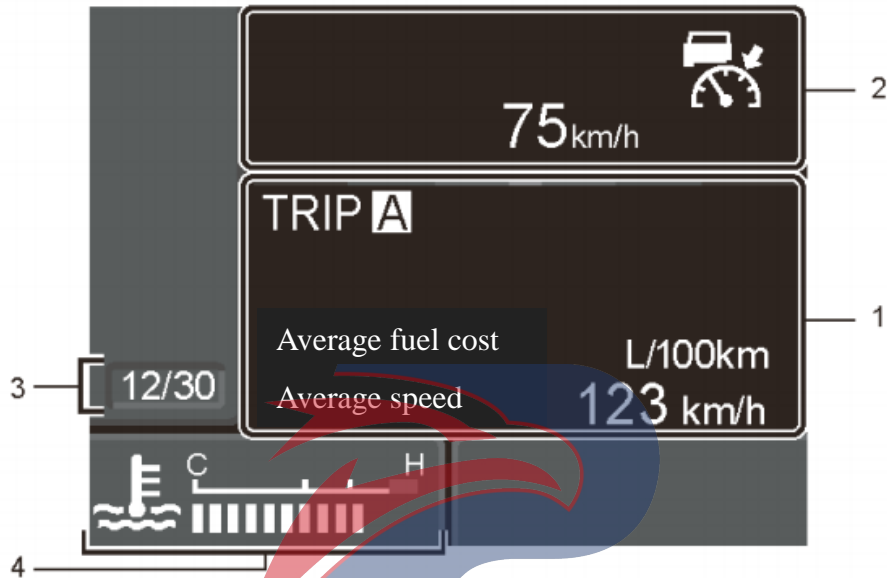 75km/h
2
TRIP A
1
Average fuel cost
L/100km
3
12/30
Average speed
123 km/h
C H
4